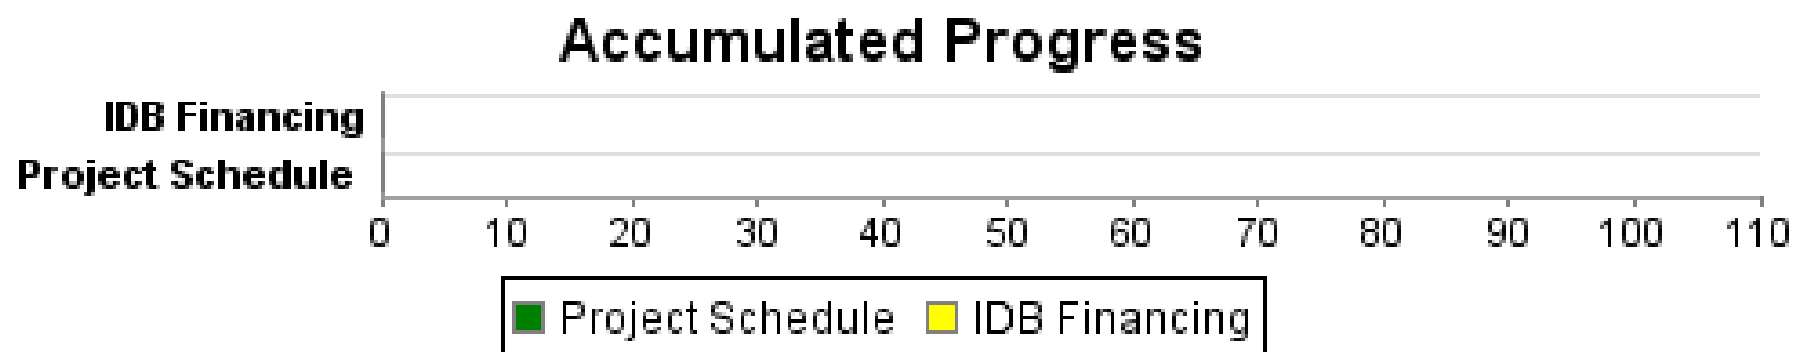 Accumulated Progress
IDB Financing
Project Schedule
0 10 20 30 40 50 60 70 80 90 100 110
Project Schedule IDB Financing